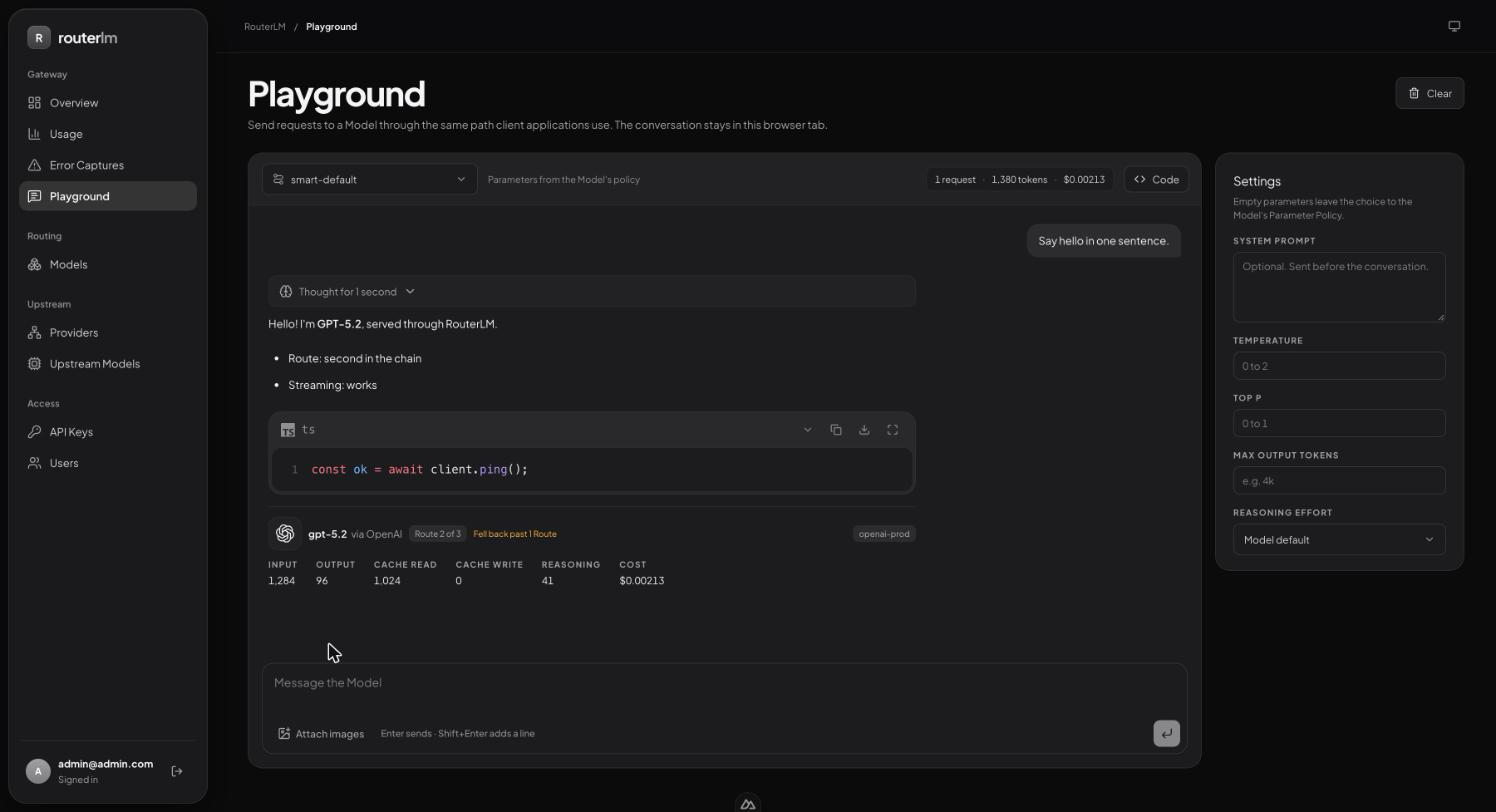 R routerlm
Gateway
Overview
Usage
Error Captures
Playground
Routing
Models
Upstream
Providers
Upstream Models
Access
API Keys
Users
A
admin@admin.com
Signed in
RouterLM / Playground
Playground
Send requests to a Model through the same path client applications use. The conversation stays in this browser tab.
Clear
smart-default
Parameters from the Model's policy
1 request · 1,380 tokens · $0.00213
Code
Say hello in one sentence.
Thought for 1 second
Hello! I'm GPT-5.2, served through RouterLM.
• Route: second in the chain
• Streaming: works
TS ts
1 const ok = await client.ping();
gpt-5.2 via OpenAI Route 2 of 3 Fell back past 1 Route openai-prod
INPUT OUTPUT CACHE READ CACHE WRITE REASONING COST
1,284 96 1,024 0 41 $0.00213
Message the Model
Attach images Enter sends · Shift+Enter adds a line
Settings
Empty parameters leave the choice to the
Model's Parameter Policy.
SYSTEM PROMPT
Optional. Sent before the conversation.
TEMPERATURE
0 to 2
TOP P
0 to 1
MAX OUTPUT TOKENS
e.g. 4k
REASONING EFFORT
Model default